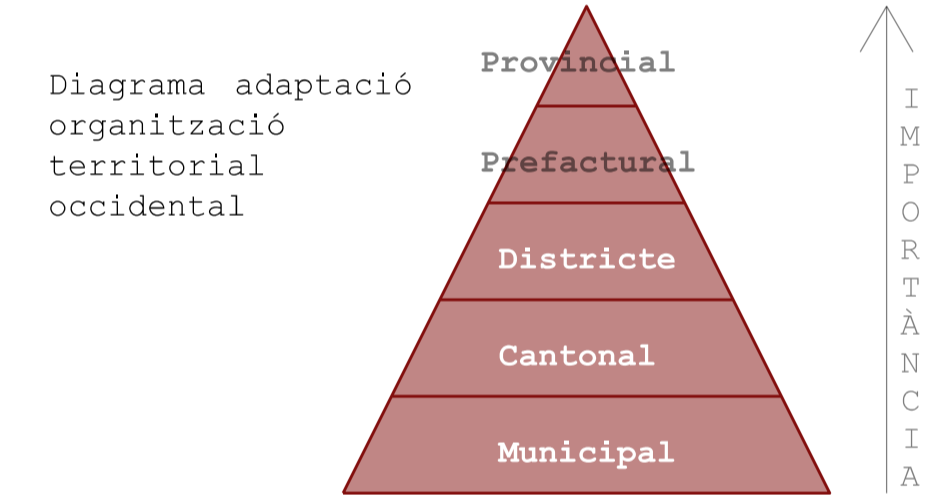 Diagrama adaptació
organització
territorial
occidental
Provincial
Prefactural
Districte
Cantonal
Municipal
IMPORTÀNCIA